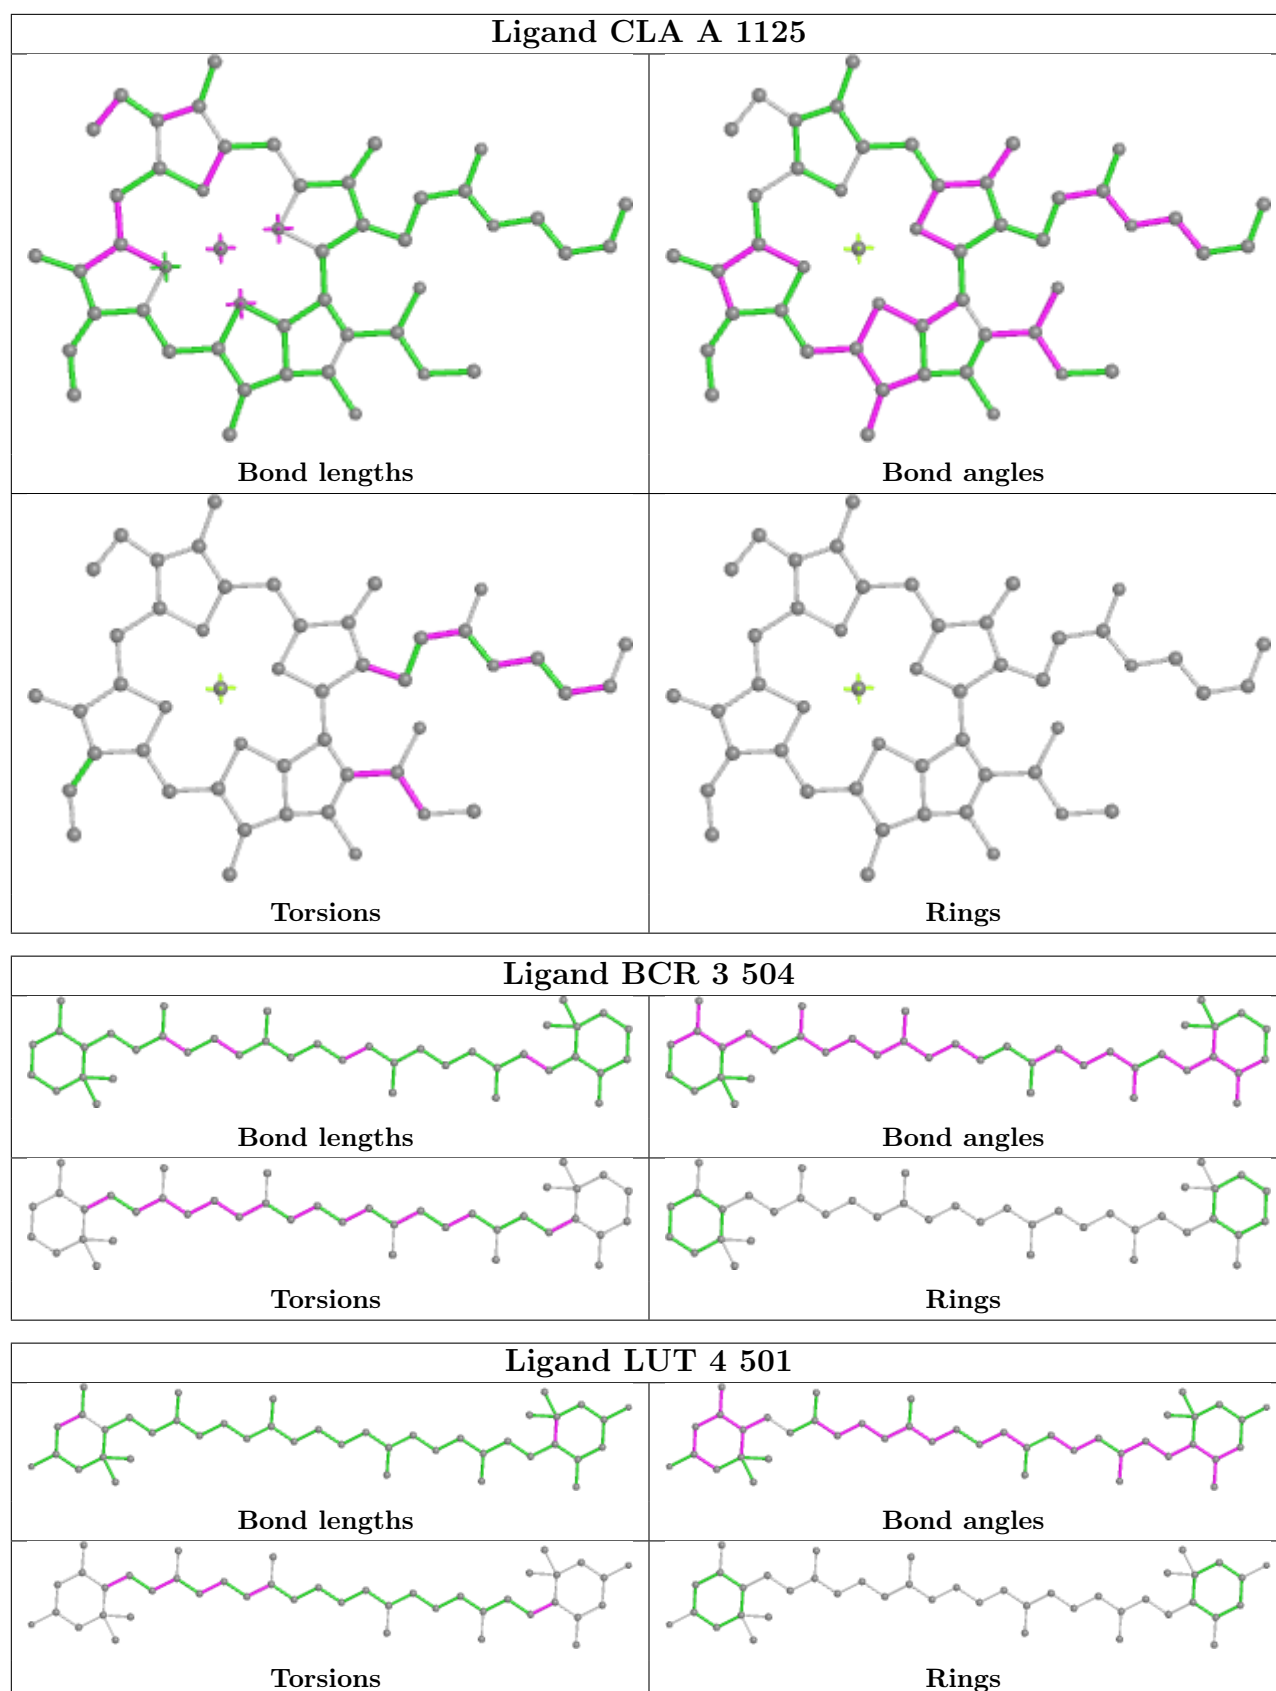 Ligand CLA A 1125
Bond lengths
Bond angles
Torsions
Rings
Ligand BCR 3 504
Bond lengths
Bond angles
Torsions
Rings
Ligand LUT 4 501
Bond lengths
Bond angles
Torsions
Rings